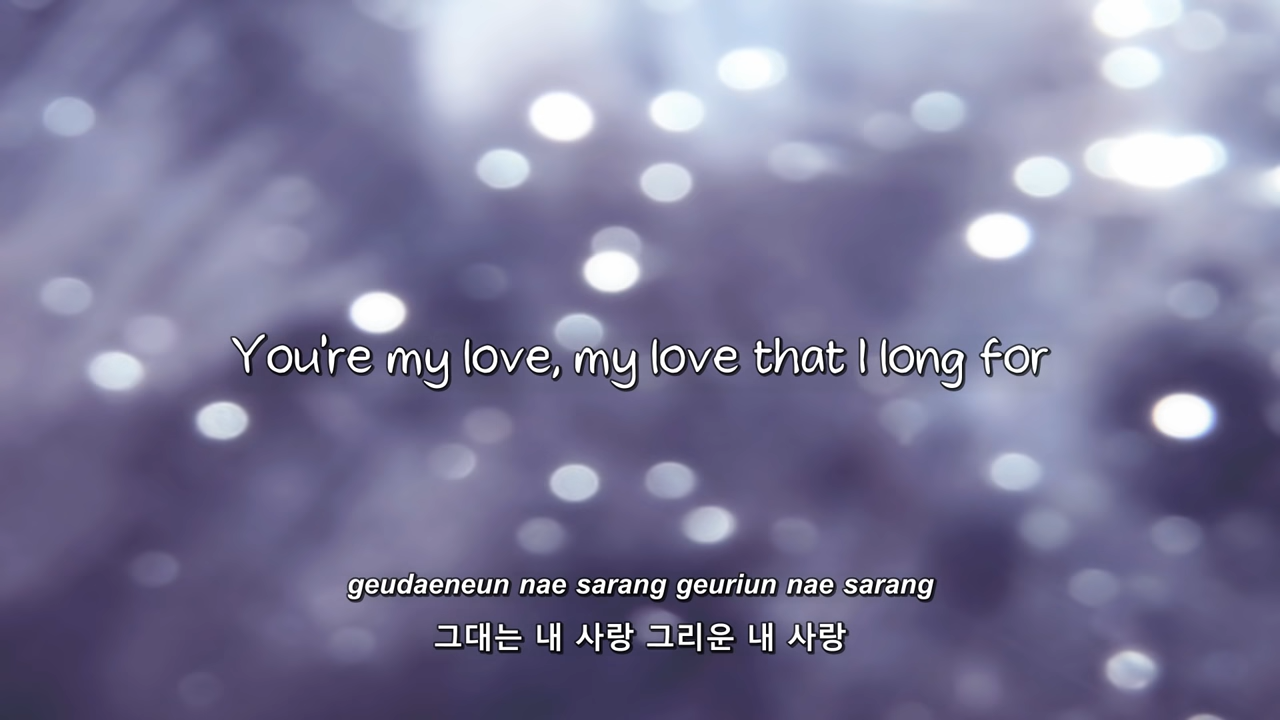 You're my love, my love that I long for
geudaeneun nae sarang geuriun nae sarang
그대는 내 사랑 그리운 내 사랑